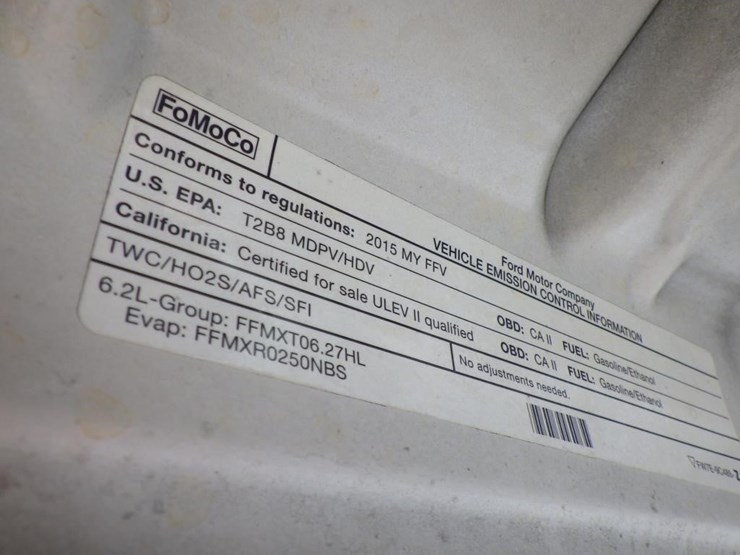 FoMoCo
Ford Motor Company
VEHICLE EMISSION CONTROL INFORMATION
Conforms to regulations: 2015 MY FFV
U.S. EPA: T2B8 MDPV/HDV OBD: CA II FUEL: Gasoline/Ethanol
California: Certified for sale ULEV II qualified OBD: CA II FUEL: Gasoline/Ethanol
TWC/HO2S/AFS/SFI
No adjustments needed.
6.2L-Group: FFMXT06.27HL
Evap: FFMXR0250NBS